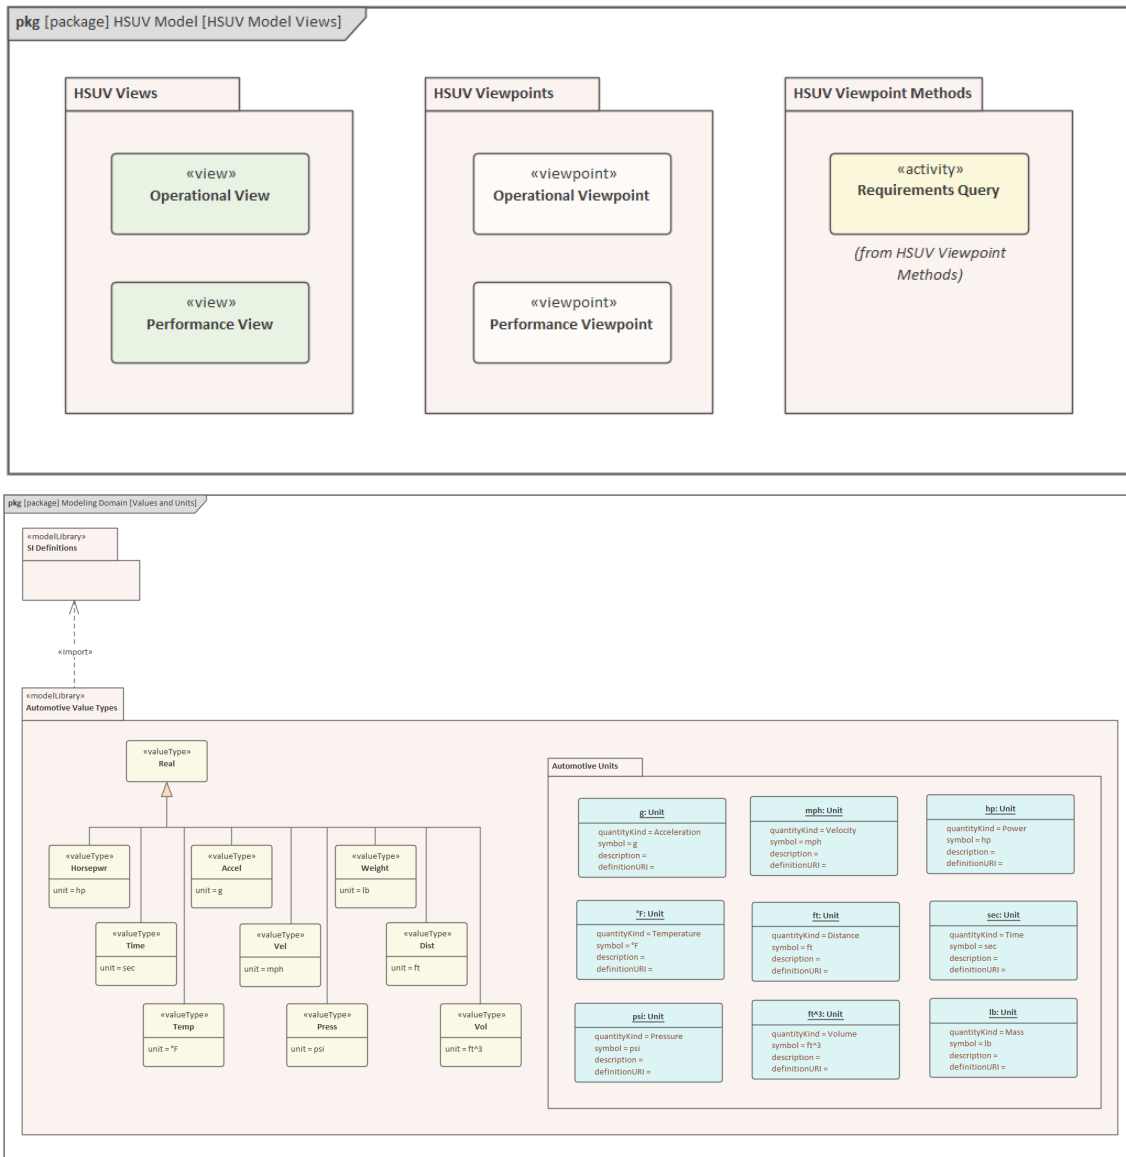 pkg [package] HSUV Model [HSUV Model Views]
HSUV Views
«view»
Operational View
«view»
Performance View
HSUV Viewpoints
«viewpoint»
Operational Viewpoint
«viewpoint»
Performance Viewpoint
HSUV Viewpoint Methods
«activity»
Requirements Query
(from HSUV Viewpoint
Methods)
pkg [package] Modeling Domain [Values and Units]
«modelLibrary»
SI Definitions
«import»
«modelLibrary»
Automotive Value Types
«valueType»
Real
«valueType»
Horsepwr
unit = hp
«valueType»
Accel
unit = g
«valueType»
Weight
unit = lb
«valueType»
Time
unit = sec
«valueType»
Vel
unit = mph
«valueType»
Dist
unit = ft
«valueType»
Temp
unit = °F
«valueType»
Press
unit = psi
«valueType»
Vol
unit = ft^3
Automotive Units
g: Unit
quantityKind = Acceleration
symbol = g
description =
definitionURI =
mph: Unit
quantityKind = Velocity
symbol = mph
description =
definitionURI =
hp: Unit
quantityKind = Power
symbol = hp
description =
definitionURI =
°F: Unit
quantityKind = Temperature
symbol = °F
description =
definitionURI =
ft: Unit
quantityKind = Distance
symbol = ft
description =
definitionURI =
sec: Unit
quantityKind = Time
symbol = sec
description =
definitionURI =
psi: Unit
quantityKind = Pressure
symbol = psi
description =
definitionURI =
ft^3: Unit
quantityKind = Volume
symbol = ft^3
description =
definitionURI =
lb: Unit
quantityKind = Mass
symbol = lb
description =
definitionURI =